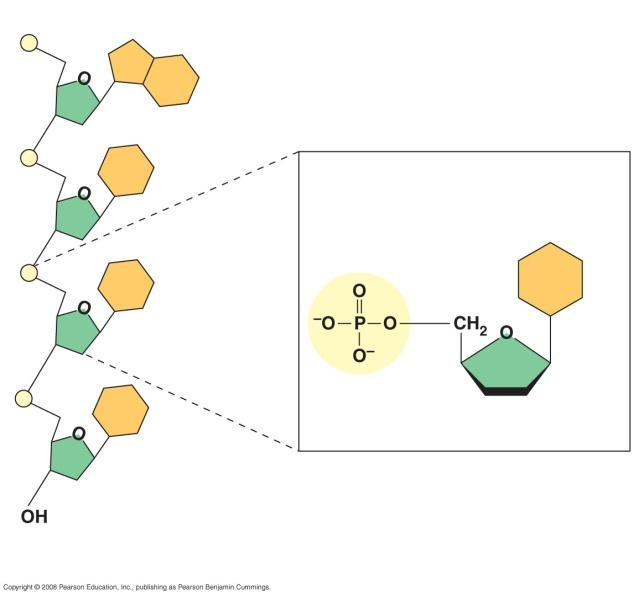 O
O
O
O
OH
O
⁻O–P–O
O⁻
CH₂
O
Copyright © 2008 Pearson Education, Inc., publishing as Pearson Benjamin Cummings.